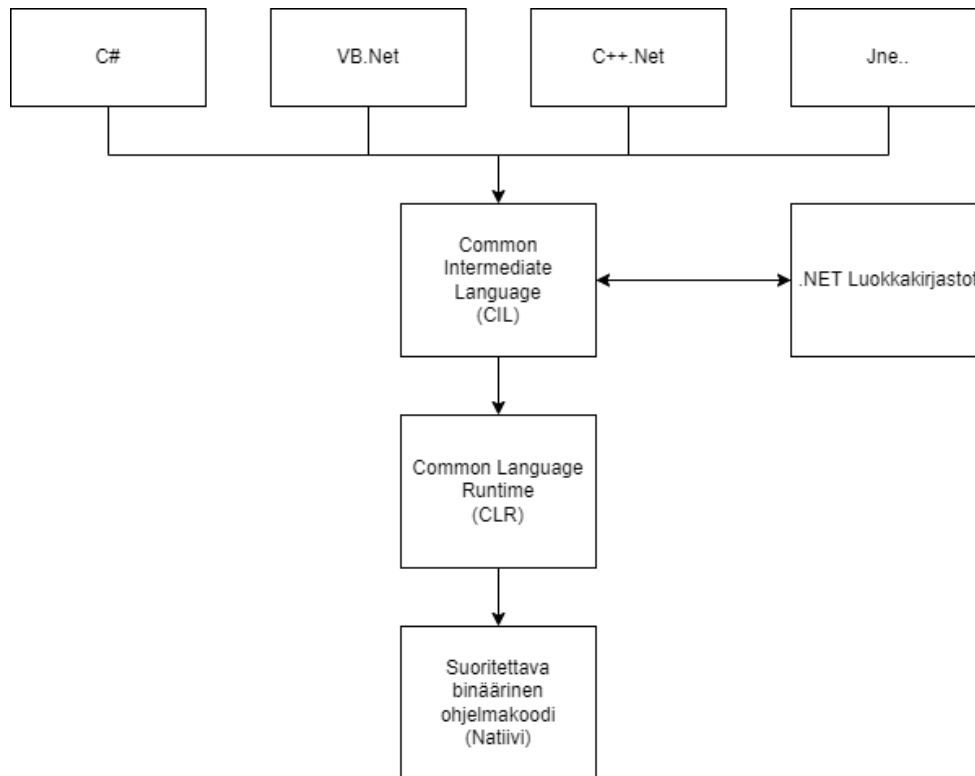 C#
VB.Net
C++.Net
Jne..
Common
Intermediate
Language
(CIL)
.NET Luokkakirjastot
Common Language
Runtime
(CLR)
Suoritettava
binäärinen
ohjelmakoodi
(Natiivi)